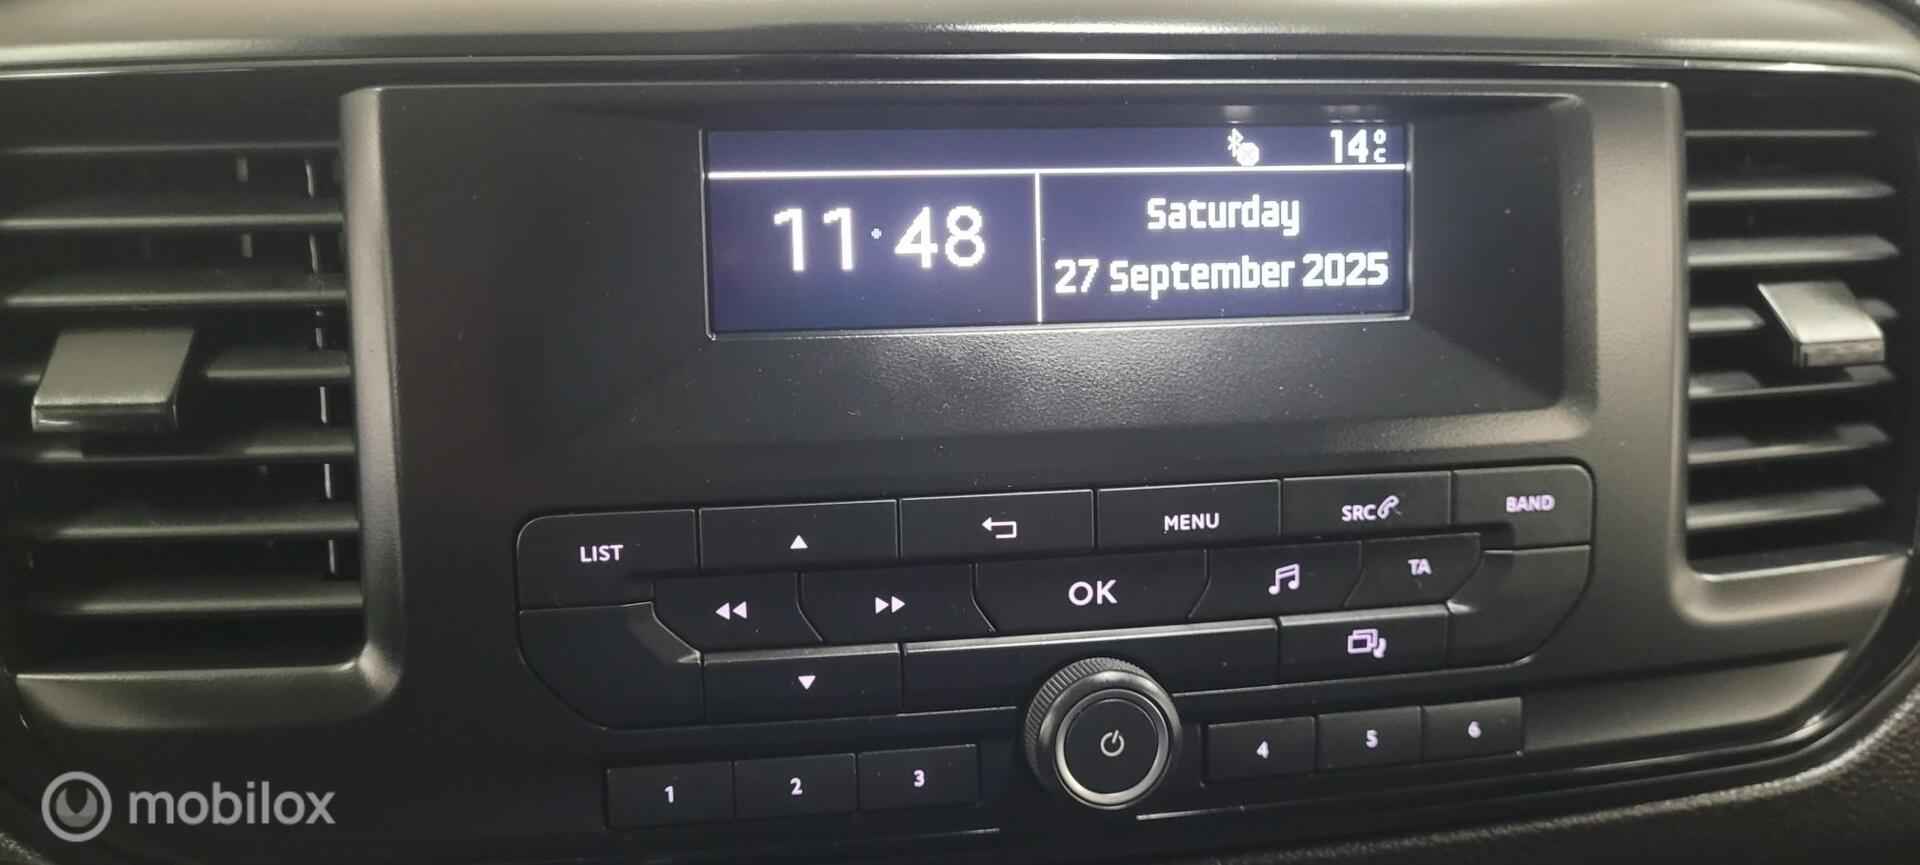 14°C
11:48
Saturday
27 September 2025
LIST
MENU
SRC
BAND
OK
TA
1 2 3 4 5 6
mobilox